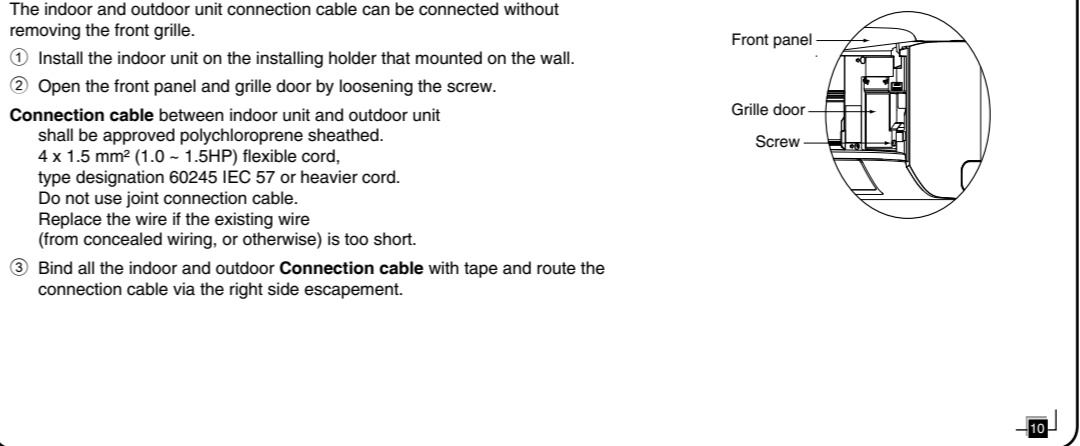 The indoor and outdoor unit connection cable can be connected without
removing the front grille.
① Install the indoor unit on the installing holder that mounted on the wall.
② Open the front panel and grille door by loosening the screw.
Connection cable between indoor unit and outdoor unit
shall be approved polychloroprene sheathed.
4 x 1.5 mm² (1.0 ~ 1.5HP) flexible cord,
type designation 60245 IEC 57 or heavier cord.
Do not use joint connection cable.
Replace the wire if the existing wire
(from concealed wiring, or otherwise) is too short.
③ Bind all the indoor and outdoor Connection cable with tape and route the
connection cable via the right side escapement.
Front panel
Grille door
Screw
10